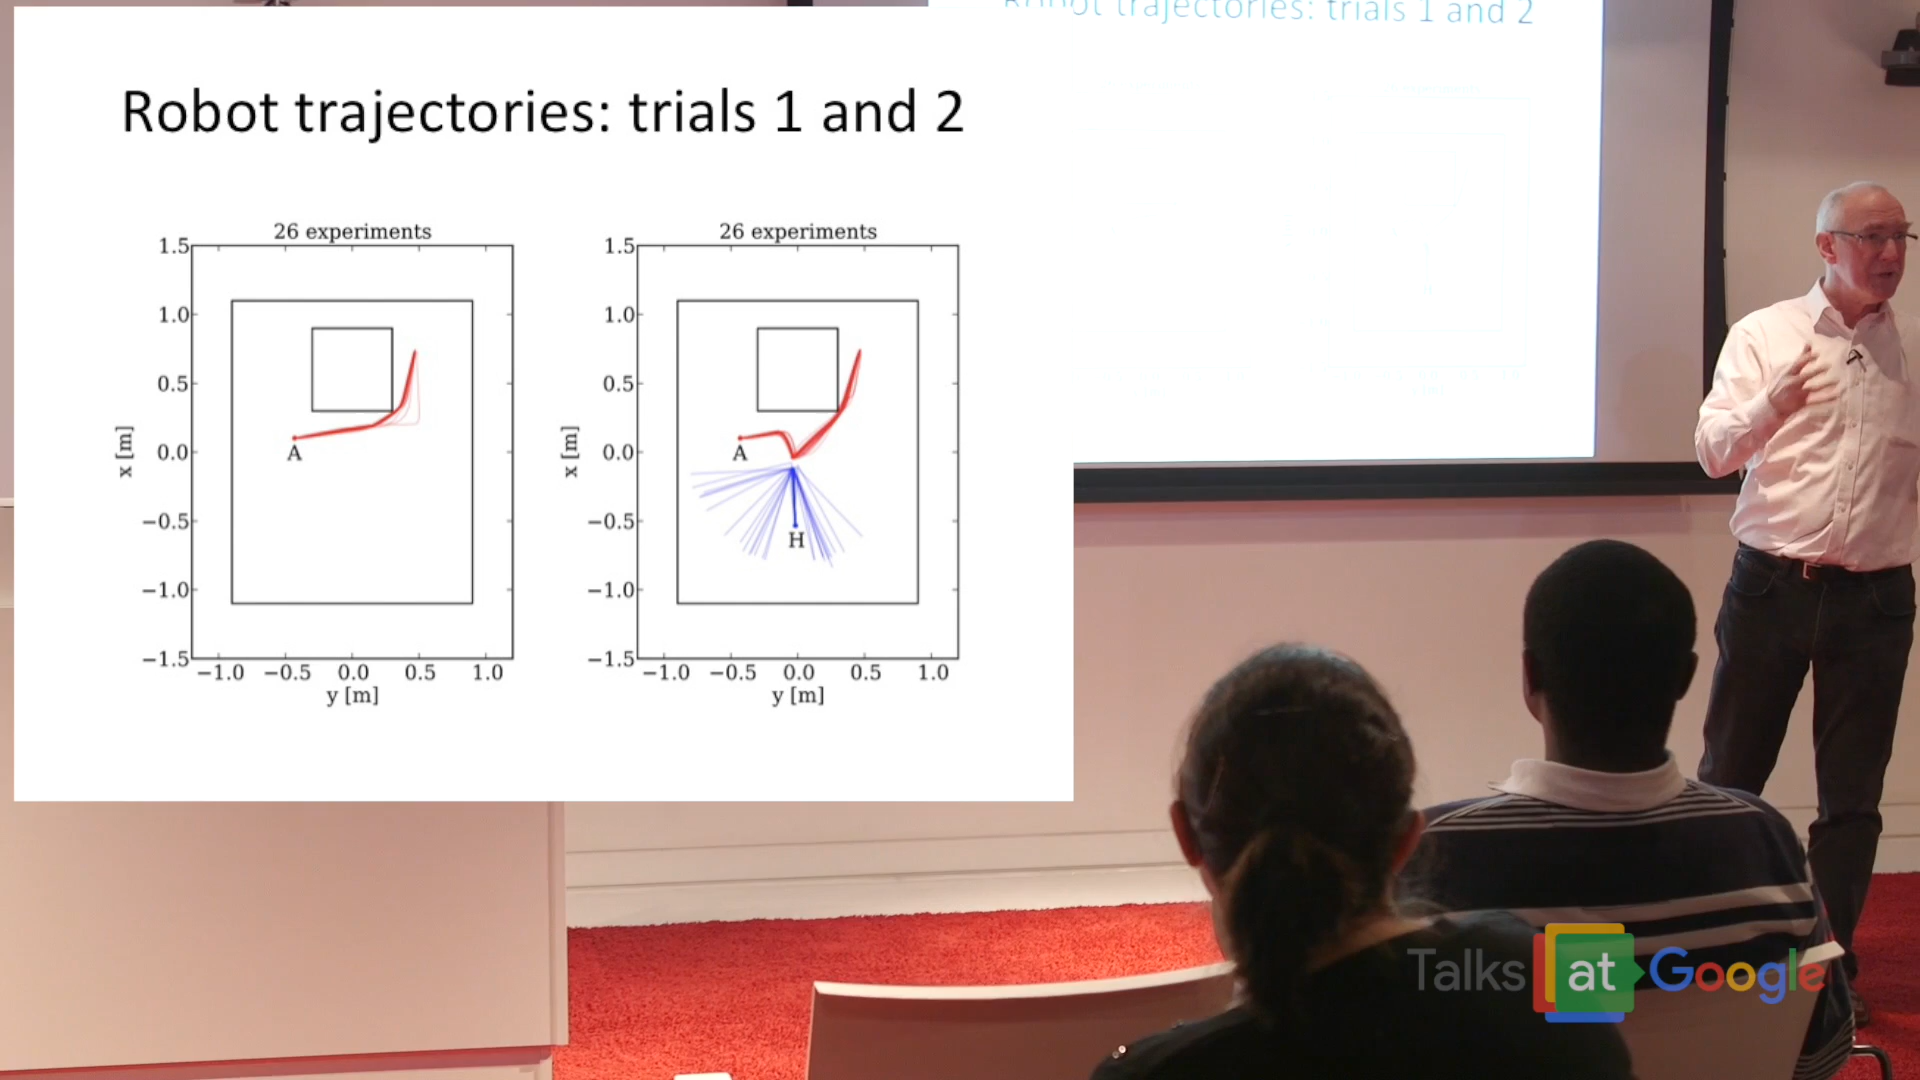 Robot trajectories: trials 1 and 2
Robot trajectories: trials 1 and 2
26 experiments
1.5
1.0
0.5
0.0
−0.5
−1.0
−1.5
x [m]
A
−1.0 −0.5 0.0 0.5 1.0
y [m]
26 experiments
1.5
1.0
0.5
0.0
−0.5
−1.0
−1.5
x [m]
A
H
−1.0 −0.5 0.0 0.5 1.0
y [m]
Talks at Google